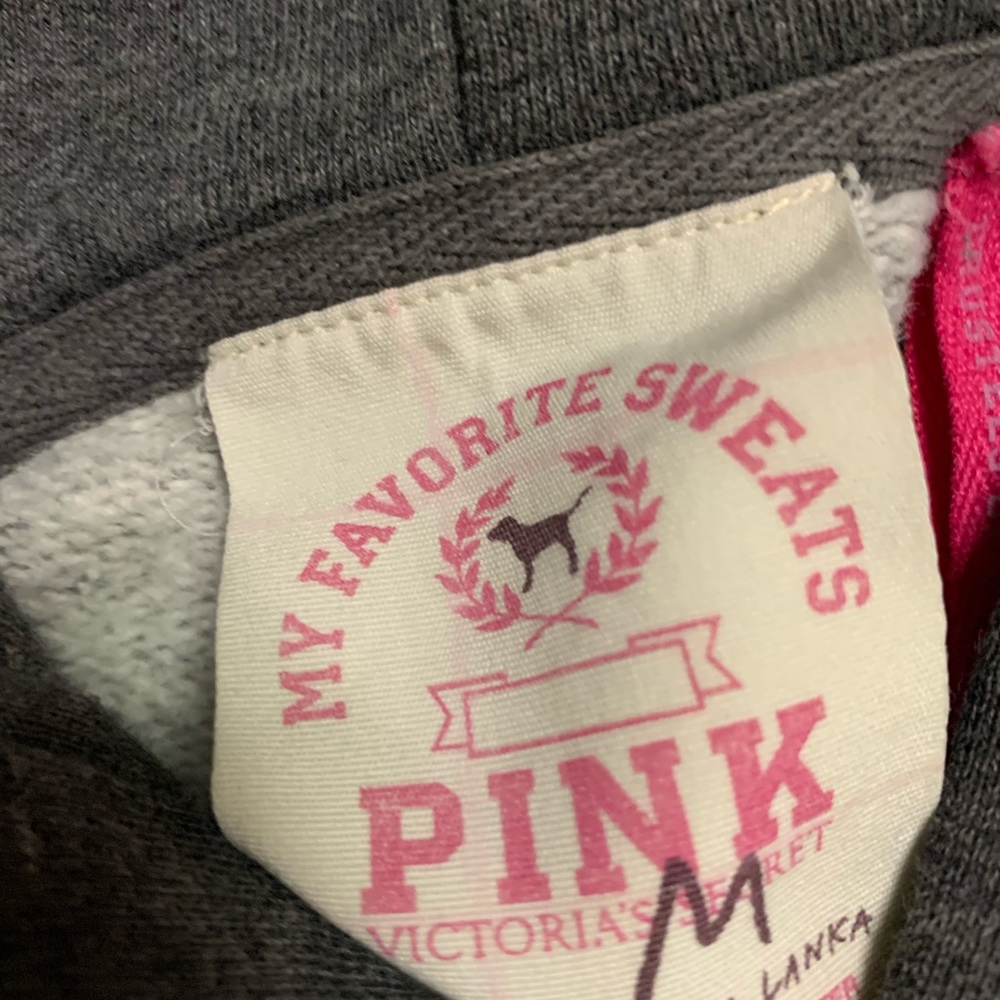 MY FAVORITE SWEATS
PINK
VICTORIA'S SECRET
M
LANKA